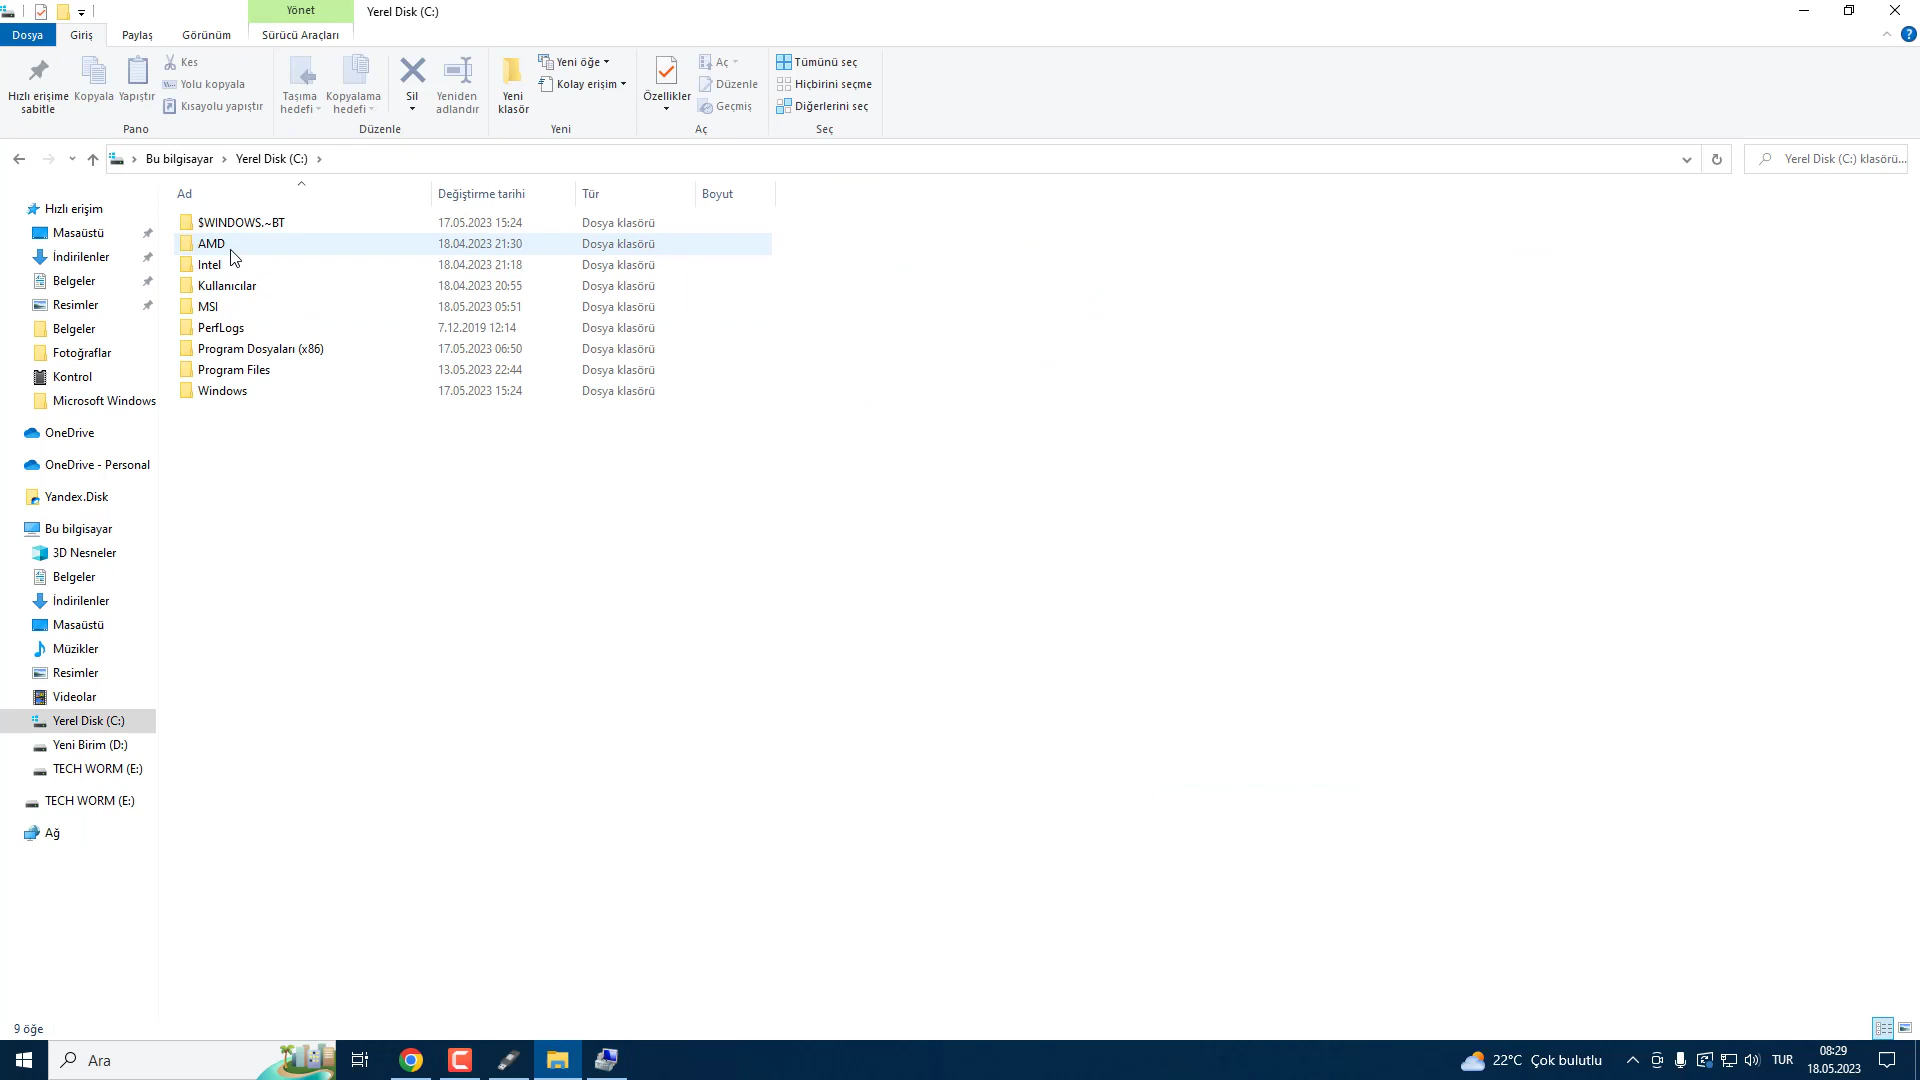 Yönet
Yerel Disk (C:)
Dosya
Giriş
Paylaş
Görünüm
Sürücü Araçları
?
Hızlı erişime sabitle
Kopyala
Yapıştır
Kes
Yolu kopyala
Kısayolu yapıştır
Pano
Taşıma hedefi
Kopyalama hedefi
Sil
Yeniden adlandır
Düzenle
Yeni klasör
Yeni öğe
Kolay erişim
Yeni
Özellikler
Aç
Düzenle
Geçmiş
Aç
Tümünü seç
Hiçbirini seçme
Diğerlerini seç
Seç
Bu bilgisayar
Yerel Disk (C:)
Yerel Disk (C:) klasörü...
Hızlı erişim
Masaüstü
İndirilenler
Belgeler
Resimler
Belgeler
Fotoğraflar
Kontrol
Microsoft Windows
OneDrive
OneDrive - Personal
Yandex.Disk
Bu bilgisayar
3D Nesneler
Belgeler
İndirilenler
Masaüstü
Müzikler
Resimler
Videolar
Yerel Disk (C:)
Yeni Birim (D:)
TECH WORM (E:)
TECH WORM (E:)
Ağ
Ad Değiştirme tarihi Tür Boyut
$WINDOWS.~BT 17.05.2023 15:24 Dosya klasörü
AMD 18.04.2023 21:30 Dosya klasörü
Intel 18.04.2023 21:18 Dosya klasörü
Kullanıcılar 18.04.2023 20:55 Dosya klasörü
MSI 18.05.2023 05:51 Dosya klasörü
PerfLogs 7.12.2019 12:14 Dosya klasörü
Program Dosyaları (x86) 17.05.2023 06:50 Dosya klasörü
Program Files 13.05.2023 22:44 Dosya klasörü
Windows 17.05.2023 15:24 Dosya klasörü
9 öğe
Ara
22°C Çok bulutlu
TUR
08:29
18.05.2023